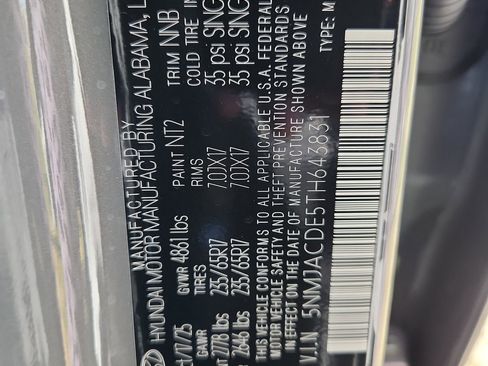 MANUFACTURED BY
HYUNDAI MOTOR MANUFACTURING ALABAMA, L
GVWR 4861 lbs PAINT NT2 TRIM NNB
GAWR TIRES RIMS COLD TIRE IN
2778 lbs 235/65R17 7.0JX17 35 psi SING
2646 lbs 235/65R17 7.0JX17 35 psi SING
THIS VEHICLE CONFORMS TO ALL APPLICABLE U.S.A. FEDERAL
MOTOR VEHICLE SAFETY AND THEFT PREVENTION STANDARDS
IN EFFECT ON THE DATE OF MANUFACTURE SHOWN ABOVE
V.I.N: 5NMJACDE5TH643831 TYPE: M